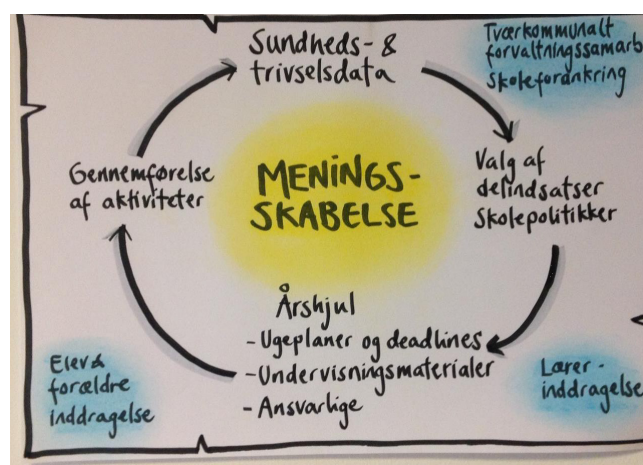 Sundheds- &
trivselsdata
Tværkommunalt
forvaltningssamarb
Skoleforankring
Valg af
delindsatser
Skolepolitikker
Gennemførelse
af aktiviteter
MENINGS-
SKABELSE
Årshjul
- Ugeplaner og deadlines
- Undervisningsmaterialer
- Ansvarlige
Elev &
forældre
inddragelse
Lærer-
inddragelse